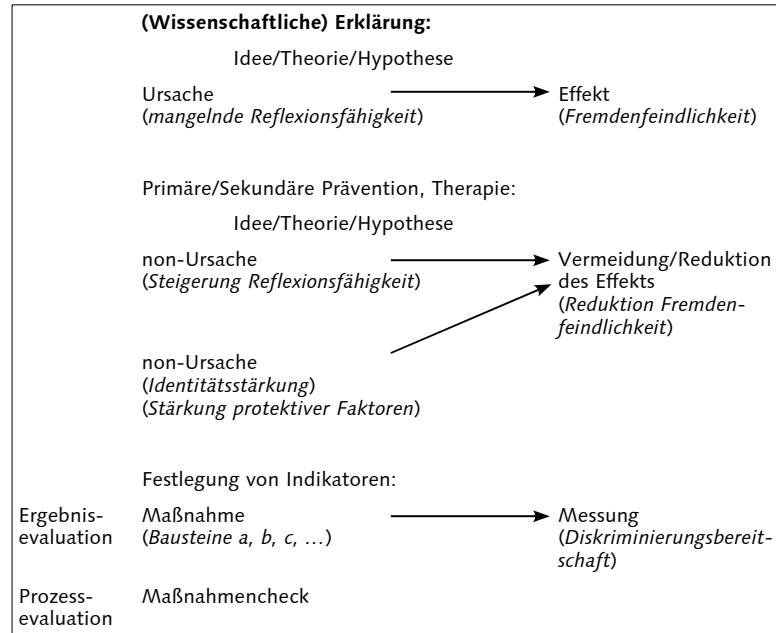 (Wissenschaftliche) Erklärung:
Idee/Theorie/Hypothese
Ursache Effekt
(mangelnde Reflexionsfähigkeit) (Fremdenfeindlichkeit)
Primäre/Sekundäre Prävention, Therapie:
Idee/Theorie/Hypothese
non-Ursache Vermeidung/Reduktion
(Steigerung Reflexionsfähigkeit) des Effekts
(Reduktion Fremden-
feindlichkeit)
non-Ursache
(Identitätsstärkung)
(Stärkung protektiver Faktoren)
Festlegung von Indikatoren:
Ergebnis- Maßnahme Messung
evaluation (Bausteine a, b, c, …) (Diskriminierungsbereit-
schaft)
Prozess- Maßnahmencheck
evaluation